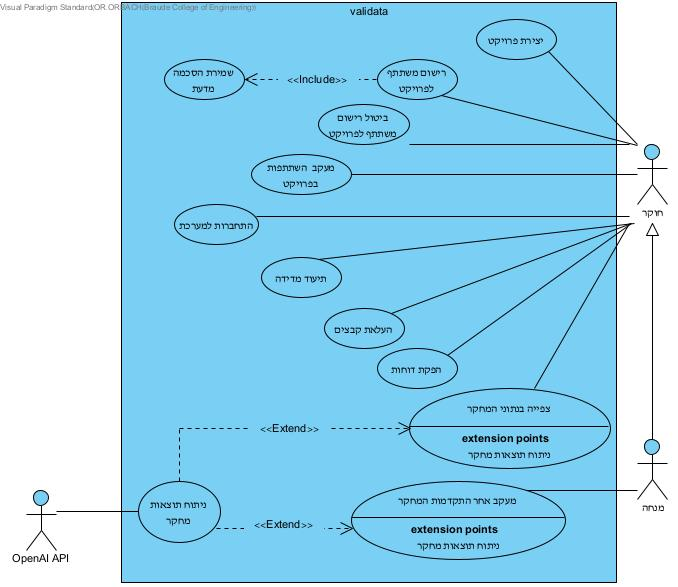 Visual Paradigm Standard(OR.ORBACH(Braude College of Engineering))
validata
יצירת פרויקט
שמירת הסכמה
מדעת
<<Include>>
רישום משתתף
לפרויקט
ביטול רישום
משתתף לפרויקט
מעקב השתתפות
בפרויקט
חוקר
התחברות למערכת
תיעוד מדידה
העלאת קבצים
הפקת דוחות
צפייה בנתוני המחקר
<<Extend>>
extension points
ניתוח תוצאות מחקר
מנחה
ניתוח תוצאות
מחקר
מעקב אחר התקדמות המחקר
<<Extend>>
extension points
ניתוח תוצאות מחקר
OpenAI API